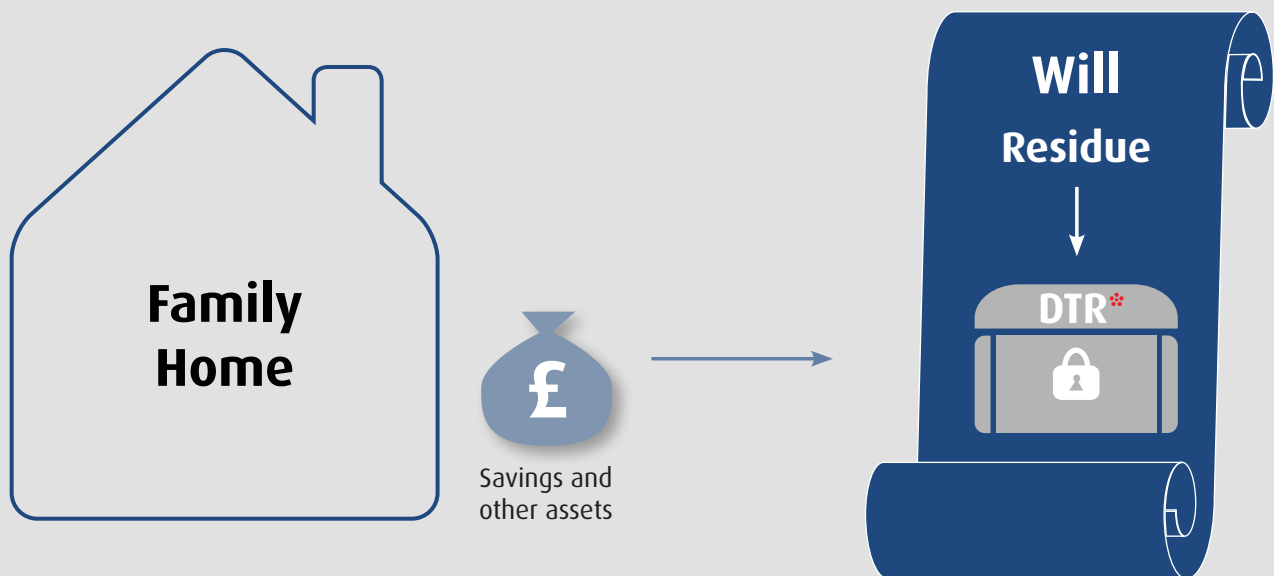 Family
Home
£
Savings and
other assets
Will
Residue
DTR*